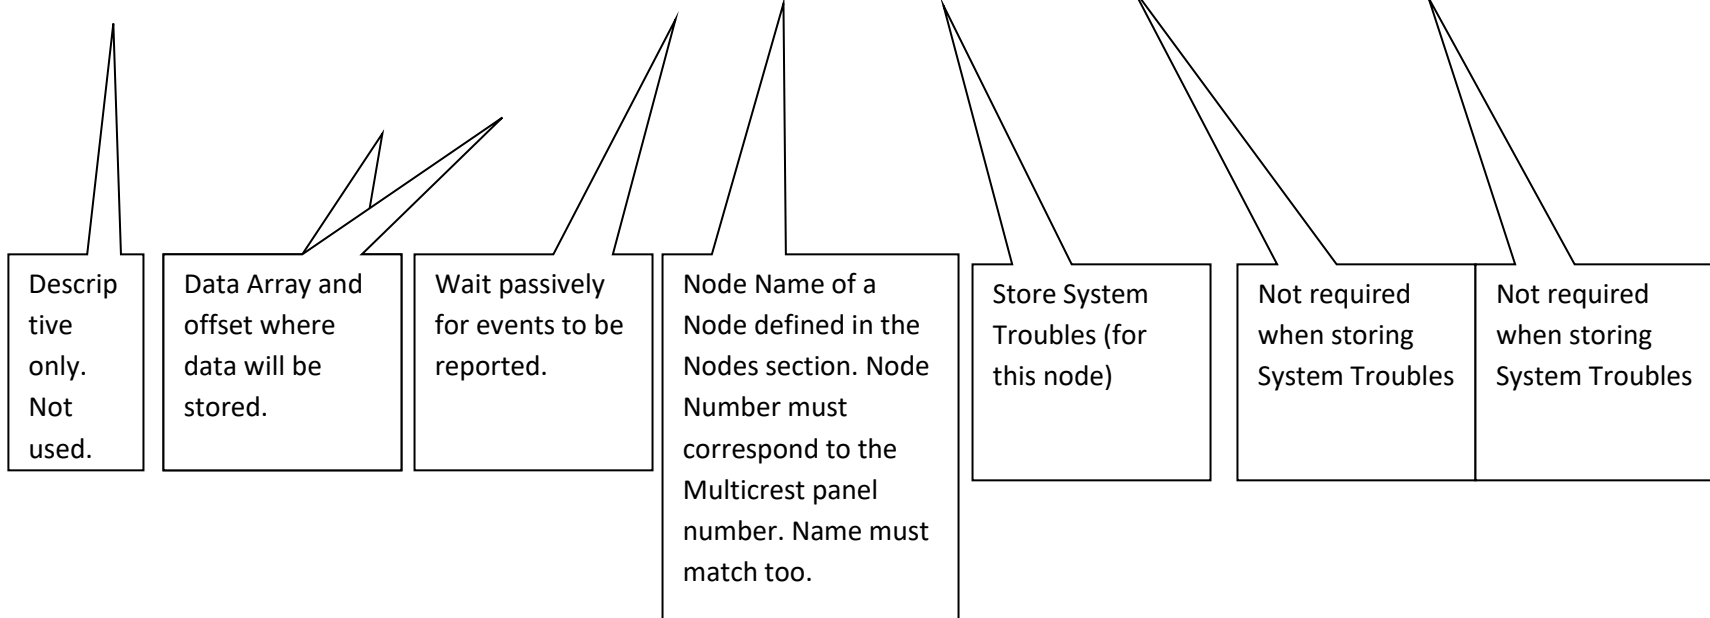 Descrip
tive
only.
Not
used.
Data Array and
offset where
data will be
stored.
Wait passively
for events to be
reported.
Node Name of a
Node defined in the
Nodes section. Node
Number must
correspond to the
Multicrest panel
number. Name must
match too.
Store System
Troubles (for
this node)
Not required
when storing
System Troubles
Not required
when storing
System Troubles